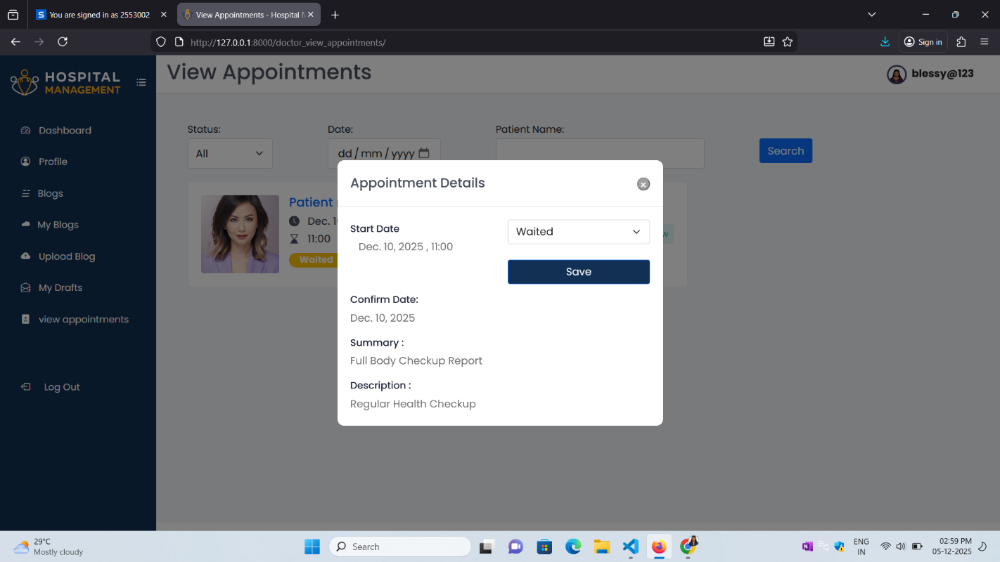 You are signed in as 2553002
View Appointments - Hospital
http://127.0.0.1:8000/doctor_view_appointments/
Sign in
HOSPITAL
MANAGEMENT
View Appointments
blessy@123
Dashboard
Profile
Blogs
My Blogs
Upload Blog
My Drafts
view appointments
Log Out
Status:
Date:
Patient Name:
All
dd / mm / yyyy
Search
Patient
Dec.
11:00
Waited
Appointment Details
Start Date
Dec. 10, 2025 , 11:00
Waited
Save
Confirm Date:
Dec. 10, 2025
Summary :
Full Body Checkup Report
Description :
Regular Health Checkup
29°C
Mostly cloudy
Search
ENG
IN
02:59 PM
05-12-2025